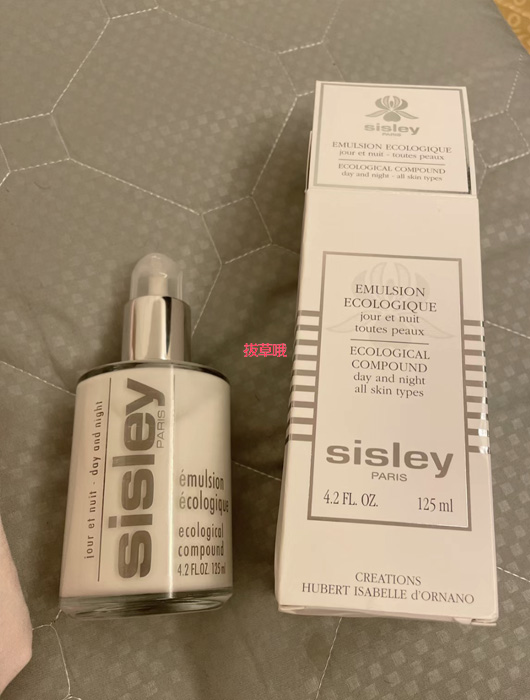 sisley
PARIS
EMULSION ECOLOGIQUE
jour et nuit - toutes peaux
ECOLOGICAL COMPOUND
day and night - all skin types
EMULSION
ECOLOGIQUE
jour et nuit
toutes peaux
ECOLOGICAL
COMPOUND
day and night
all skin types
sisley
PARIS
4.2 FL. OZ. 125 ml
CREATIONS
HUBERT ISABELLE d'ORNANO
拔草哦
jour et nuit - day and night
sisley
PARIS
émulsion
écologique
ecological
compound
4.2 FL.OZ. 125 ml